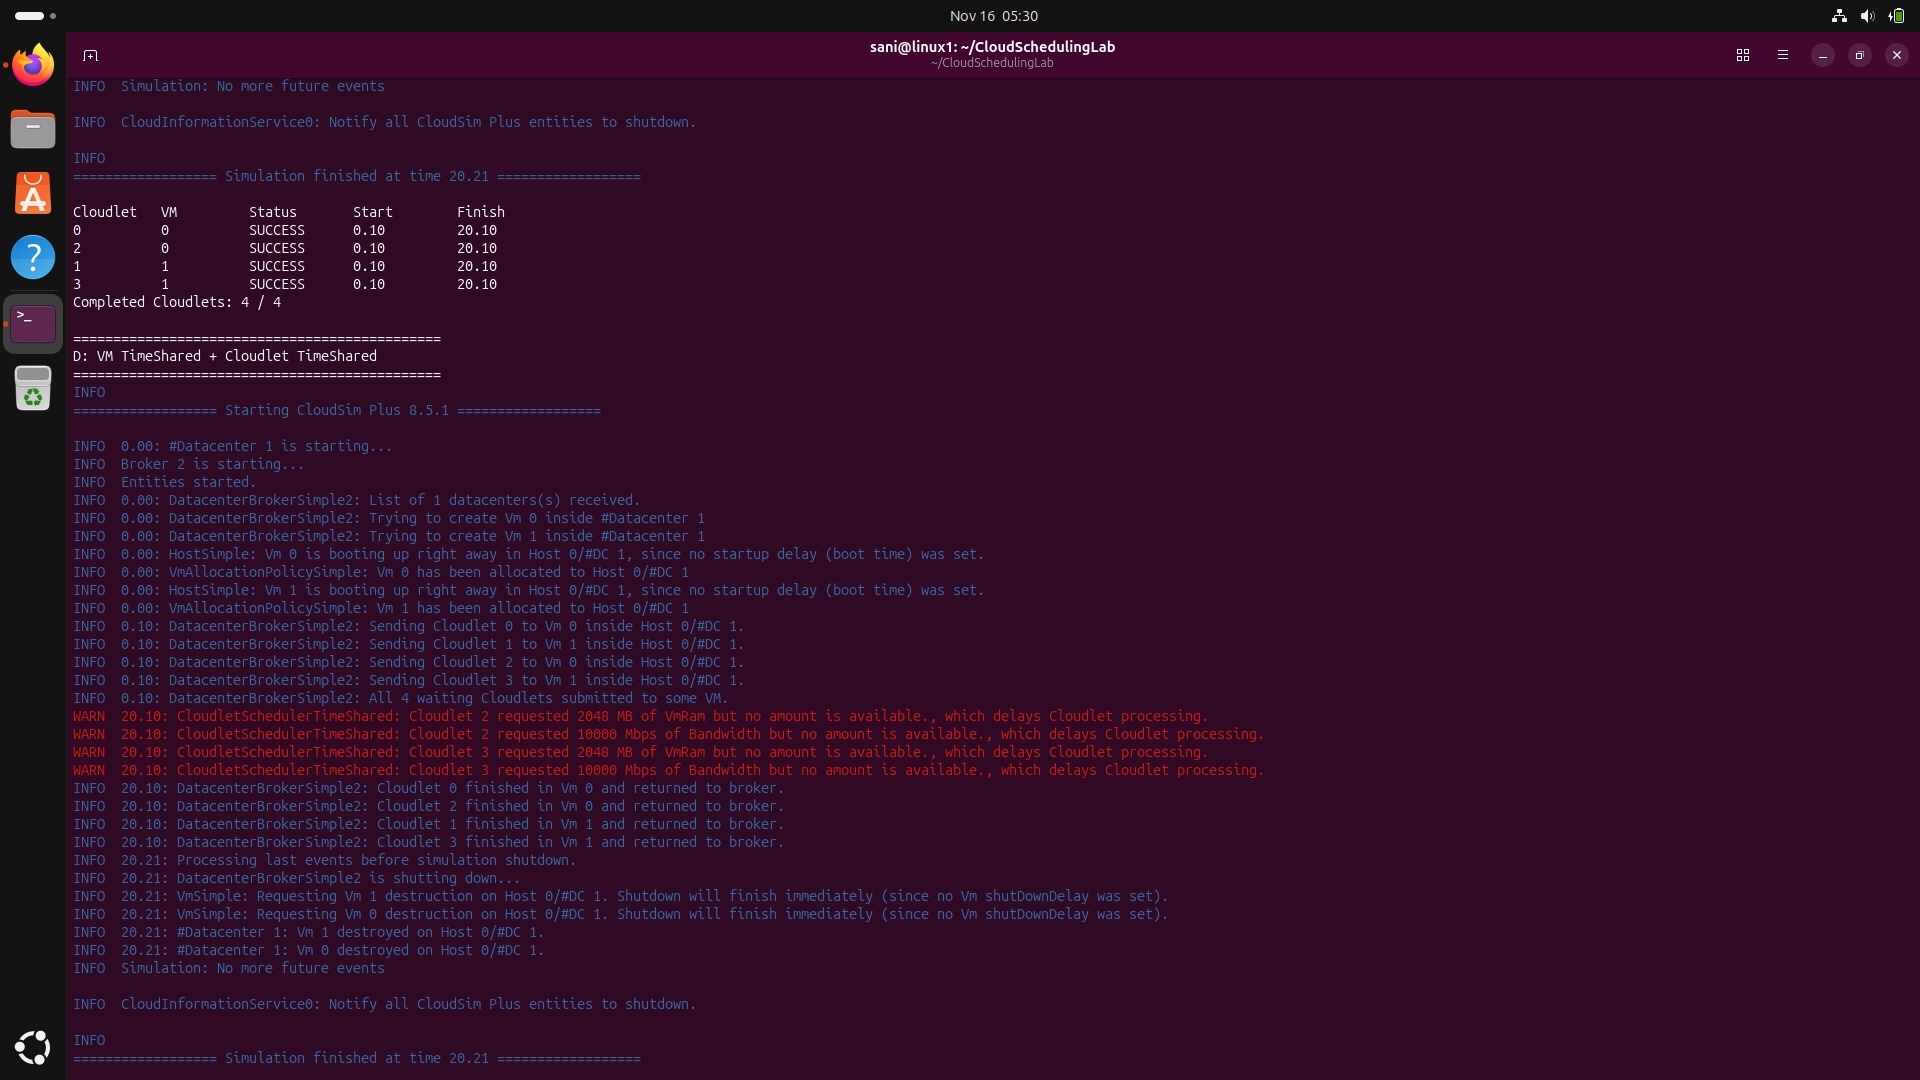 Nov 16 05:30
sani@linux1: ~/CloudSchedulingLab
~/CloudSchedulingLab
INFO  Simulation: No more future events
INFO  CloudInformationService0: Notify all CloudSim Plus entities to shutdown.
INFO
================== Simulation finished at time 20.21 ==================
Cloudlet   VM         Status       Start        Finish
0          0          SUCCESS      0.10         20.10
2          0          SUCCESS      0.10         20.10
1          1          SUCCESS      0.10         20.10
3          1          SUCCESS      0.10         20.10
Completed Cloudlets: 4 / 4
==============================================
D: VM TimeShared + Cloudlet TimeShared
==============================================
INFO
================== Starting CloudSim Plus 8.5.1 ==================
INFO  0.00: #Datacenter 1 is starting...
INFO  Broker 2 is starting...
INFO  Entities started.
INFO  0.00: DatacenterBrokerSimple2: List of 1 datacenters(s) received.
INFO  0.00: DatacenterBrokerSimple2: Trying to create Vm 0 inside #Datacenter 1
INFO  0.00: DatacenterBrokerSimple2: Trying to create Vm 1 inside #Datacenter 1
INFO  0.00: HostSimple: Vm 0 is booting up right away in Host 0/#DC 1, since no startup delay (boot time) was set.
INFO  0.00: VmAllocationPolicySimple: Vm 0 has been allocated to Host 0/#DC 1
INFO  0.00: HostSimple: Vm 1 is booting up right away in Host 0/#DC 1, since no startup delay (boot time) was set.
INFO  0.00: VmAllocationPolicySimple: Vm 1 has been allocated to Host 0/#DC 1
INFO  0.10: DatacenterBrokerSimple2: Sending Cloudlet 0 to Vm 0 inside Host 0/#DC 1.
INFO  0.10: DatacenterBrokerSimple2: Sending Cloudlet 1 to Vm 1 inside Host 0/#DC 1.
INFO  0.10: DatacenterBrokerSimple2: Sending Cloudlet 2 to Vm 0 inside Host 0/#DC 1.
INFO  0.10: DatacenterBrokerSimple2: Sending Cloudlet 3 to Vm 1 inside Host 0/#DC 1.
INFO  0.10: DatacenterBrokerSimple2: All 4 waiting Cloudlets submitted to some VM.
WARN  20.10: CloudletSchedulerTimeShared: Cloudlet 2 requested 2048 MB of VmRam but no amount is available., which delays Cloudlet processing.
WARN  20.10: CloudletSchedulerTimeShared: Cloudlet 2 requested 10000 Mbps of Bandwidth but no amount is available., which delays Cloudlet processing.
WARN  20.10: CloudletSchedulerTimeShared: Cloudlet 3 requested 2048 MB of VmRam but no amount is available., which delays Cloudlet processing.
WARN  20.10: CloudletSchedulerTimeShared: Cloudlet 3 requested 10000 Mbps of Bandwidth but no amount is available., which delays Cloudlet processing.
INFO  20.10: DatacenterBrokerSimple2: Cloudlet 0 finished in Vm 0 and returned to broker.
INFO  20.10: DatacenterBrokerSimple2: Cloudlet 2 finished in Vm 0 and returned to broker.
INFO  20.10: DatacenterBrokerSimple2: Cloudlet 1 finished in Vm 1 and returned to broker.
INFO  20.10: DatacenterBrokerSimple2: Cloudlet 3 finished in Vm 1 and returned to broker.
INFO  20.21: Processing last events before simulation shutdown.
INFO  20.21: DatacenterBrokerSimple2 is shutting down...
INFO  20.21: VmSimple: Requesting Vm 1 destruction on Host 0/#DC 1. Shutdown will finish immediately (since no Vm shutDownDelay was set).
INFO  20.21: VmSimple: Requesting Vm 0 destruction on Host 0/#DC 1. Shutdown will finish immediately (since no Vm shutDownDelay was set).
INFO  20.21: #Datacenter 1: Vm 1 destroyed on Host 0/#DC 1.
INFO  20.21: #Datacenter 1: Vm 0 destroyed on Host 0/#DC 1.
INFO  Simulation: No more future events
INFO  CloudInformationService0: Notify all CloudSim Plus entities to shutdown.
INFO
================== Simulation finished at time 20.21 ==================